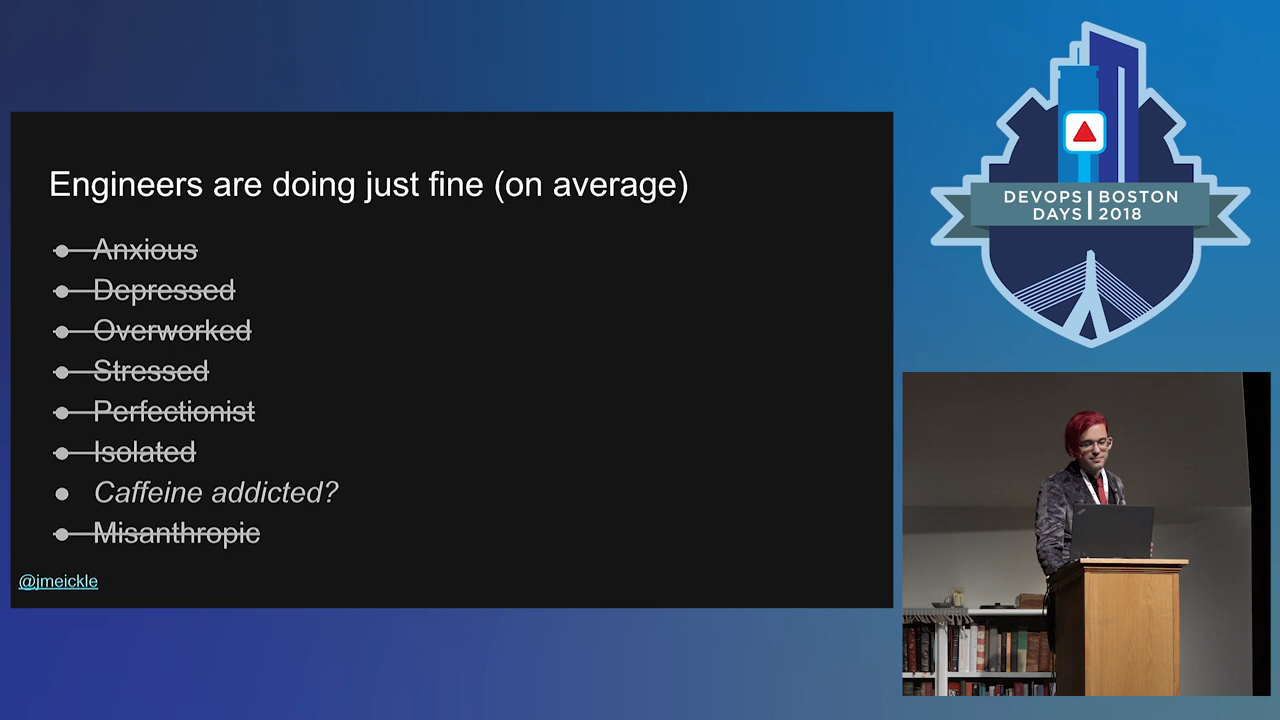 Engineers are doing just fine (on average)
● Anxious
● Depressed
● Overworked
● Stressed
● Perfectionist
● Isolated
● Caffeine addicted?
● Misanthropic
@jmeickle
DEVOPS DAYS
BOSTON 2018